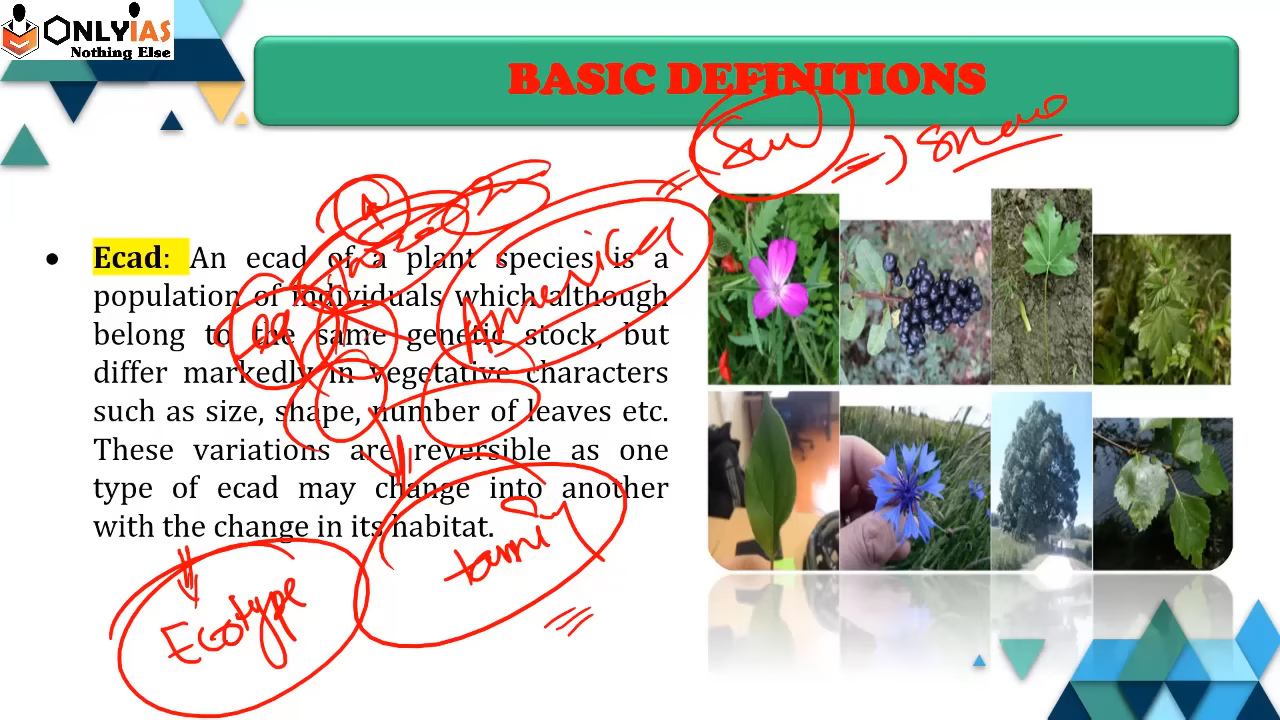 ONLYIAS
Nothing Else
BASIC DEFINITIONS
Sun
• Ecad: An ecad of a plant species is a
population of individuals which although
belong to the same genetic stock, but
differ markedly in vegetative characters
such as size, shape, number of leaves etc.
These variations are reversible as one
type of ecad may change into another
with the change in its habitat.
American
Ecotype